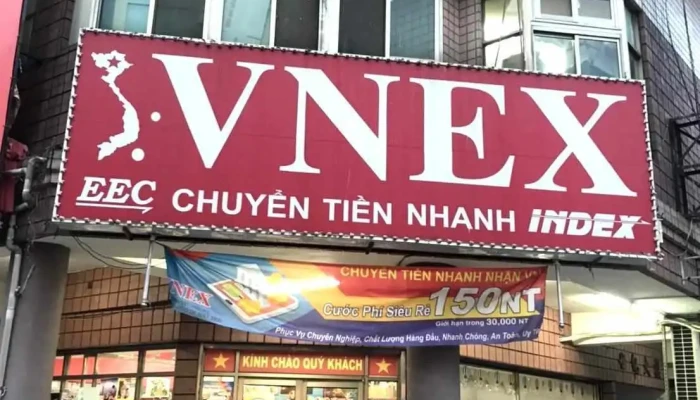 VNEX
EEC CHUYỂN TIỀN NHANH INDEX
CHUYỂN TIỀN NHANH NHẬN
NEX
Cước Phí Siêu Rẻ 150NT
Giới hạn trong 30,000 NT
Phục Vụ Chuyên Nghiệp, Chất Lượng Hàng Đầu, Nhanh Chóng, An Toàn, Uy
KÍNH CHÀO QUÝ KHÁCH